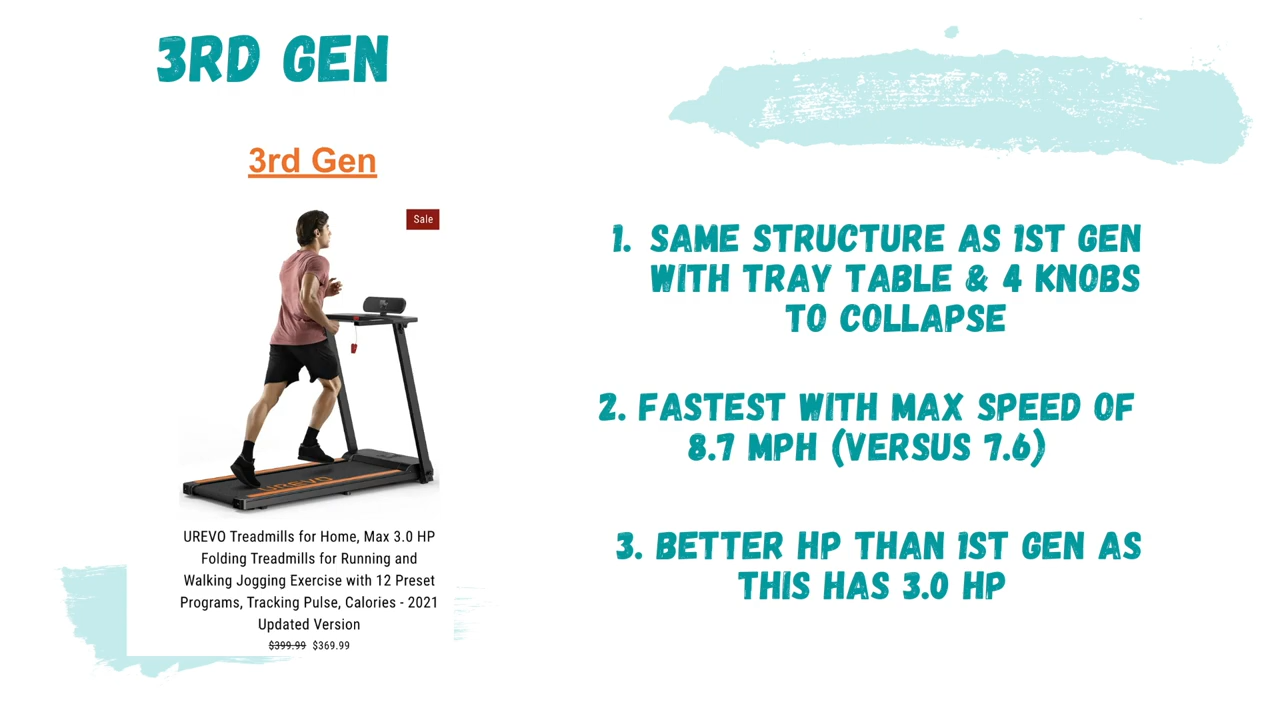 3RD GEN
3rd Gen
Sale
UREVO
UREVO Treadmills for Home, Max 3.0 HP
Folding Treadmills for Running and
Walking Jogging Exercise with 12 Preset
Programs, Tracking Pulse, Calories - 2021
Updated Version
$399.99 $369.99
1. SAME STRUCTURE AS 1ST GEN
WITH TRAY TABLE & 4 KNOBS
TO COLLAPSE
2. FASTEST WITH MAX SPEED OF
8.7 MPH (VERSUS 7.6)
3. BETTER HP THAN 1ST GEN AS
THIS HAS 3.0 HP